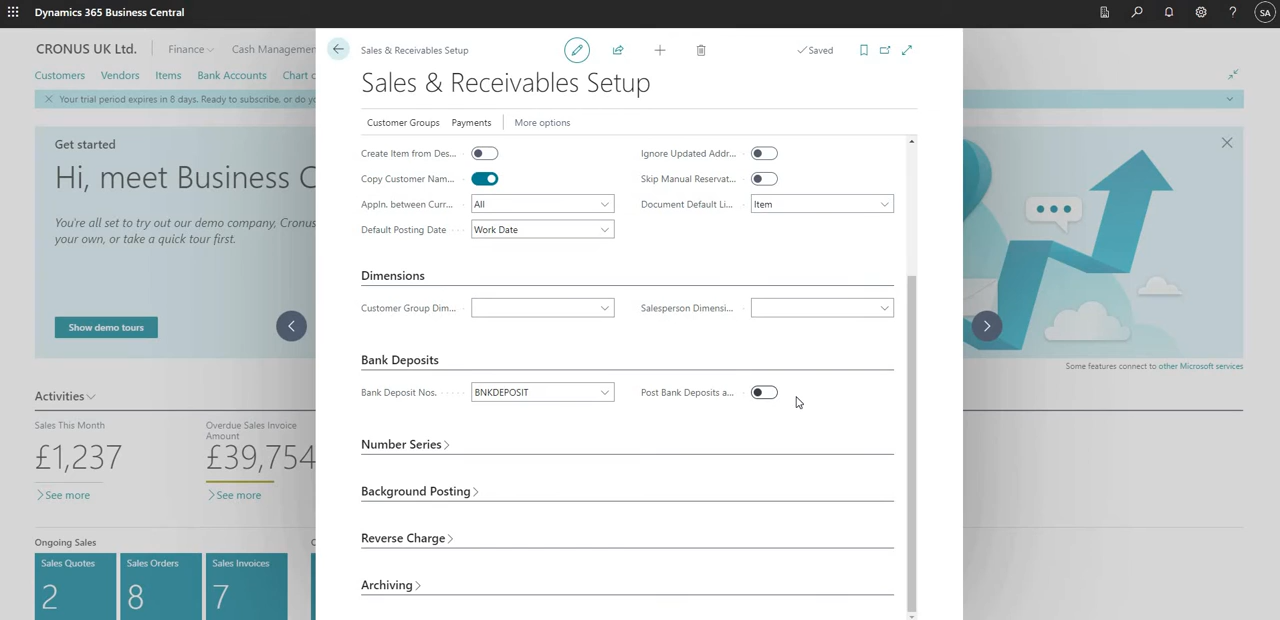 Dynamics 365 Business Central
SA
CRONUS UK Ltd.
Finance
Cash Managemen
Customers
Vendors
Items
Bank Accounts
Chart o
Your trial period expires in 8 days. Ready to subscribe, or do yo
Get started
Hi, meet Business C
You're all set to try out our demo company, Cronus
your own, or take a quick tour first.
Show demo tours
Some features connect to other Microsoft services
Activities
Sales This Month
£1,237
See more
Overdue Sales Invoice
Amount
£39,754
See more
Ongoing Sales
Sales Quotes
2
Sales Orders
8
Sales Invoices
7
Sales & Receivables Setup
Saved
Sales & Receivables Setup
Customer Groups
Payments
More options
Create Item from Des...
Ignore Updated Addr...
Copy Customer Nam...
Skip Manual Reservat...
Appln. between Curr...
All
Document Default Li...
Item
Default Posting Date
Work Date
Dimensions
Customer Group Dim...
Salesperson Dimensi...
Bank Deposits
Bank Deposit Nos.
BNKDEPOSIT
Post Bank Deposits a...
Number Series
Background Posting
Reverse Charge
Archiving